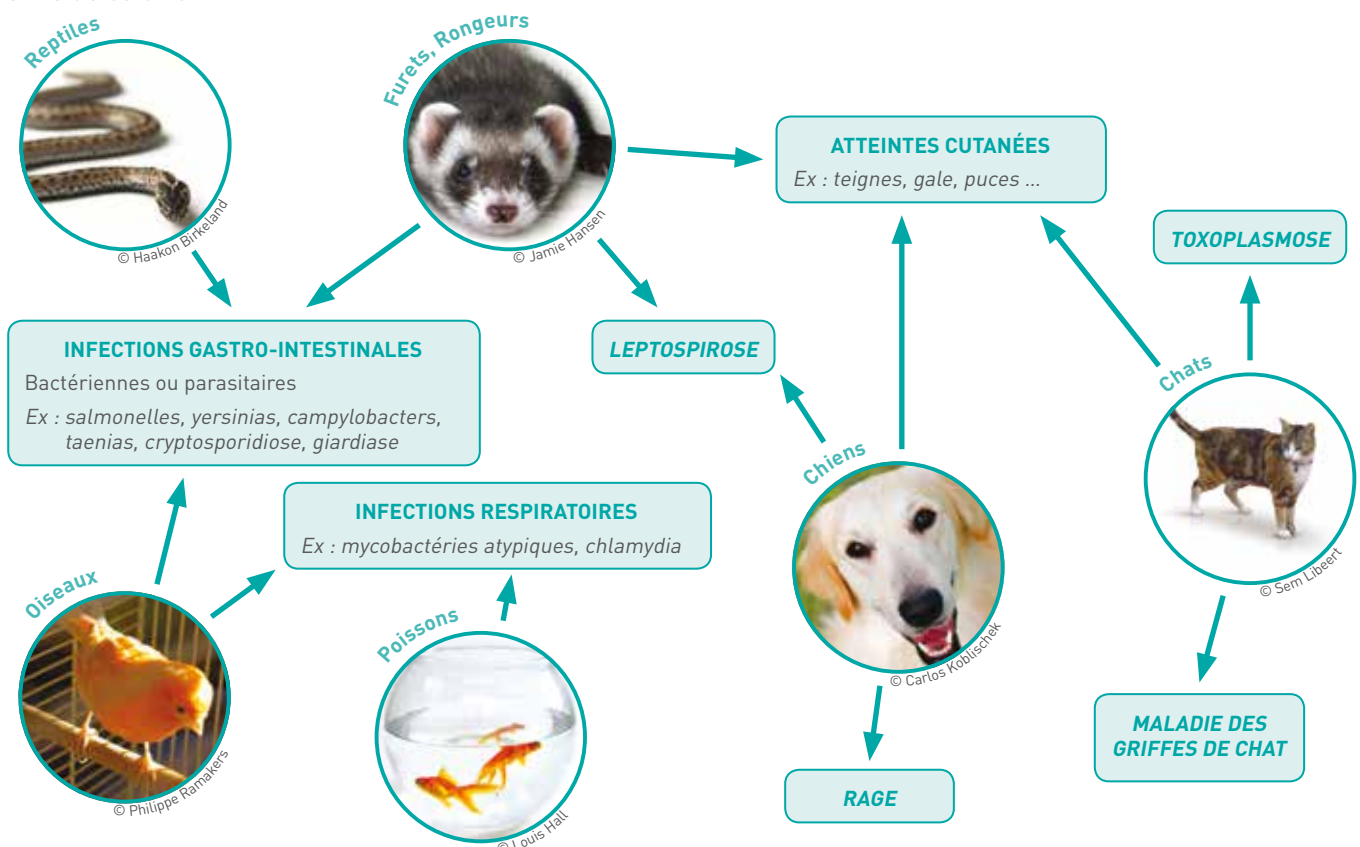 Reptiles
© Haakon Birkeland
Furets, Rongeurs
© Jamie Hansen
ATTEINTES CUTANÉES
Ex : teignes, gale, puces ...
TOXOPLASMOSE
INFECTIONS GASTRO-INTESTINALES
Bactériennes ou parasitaires
Ex : salmonelles, yersinias, campylobacters,
taenias, cryptosporidiose, giardiase
LEPTOSPIROSE
Chats
© Sem Libeert
Chiens
© Carlos Koblischek
INFECTIONS RESPIRATOIRES
Ex : mycobactéries atypiques, chlamydia
Oiseaux
© Philippe Ramakers
Poissons
© Louis Hall
MALADIE DES
GRIFFES DE CHAT
RAGE